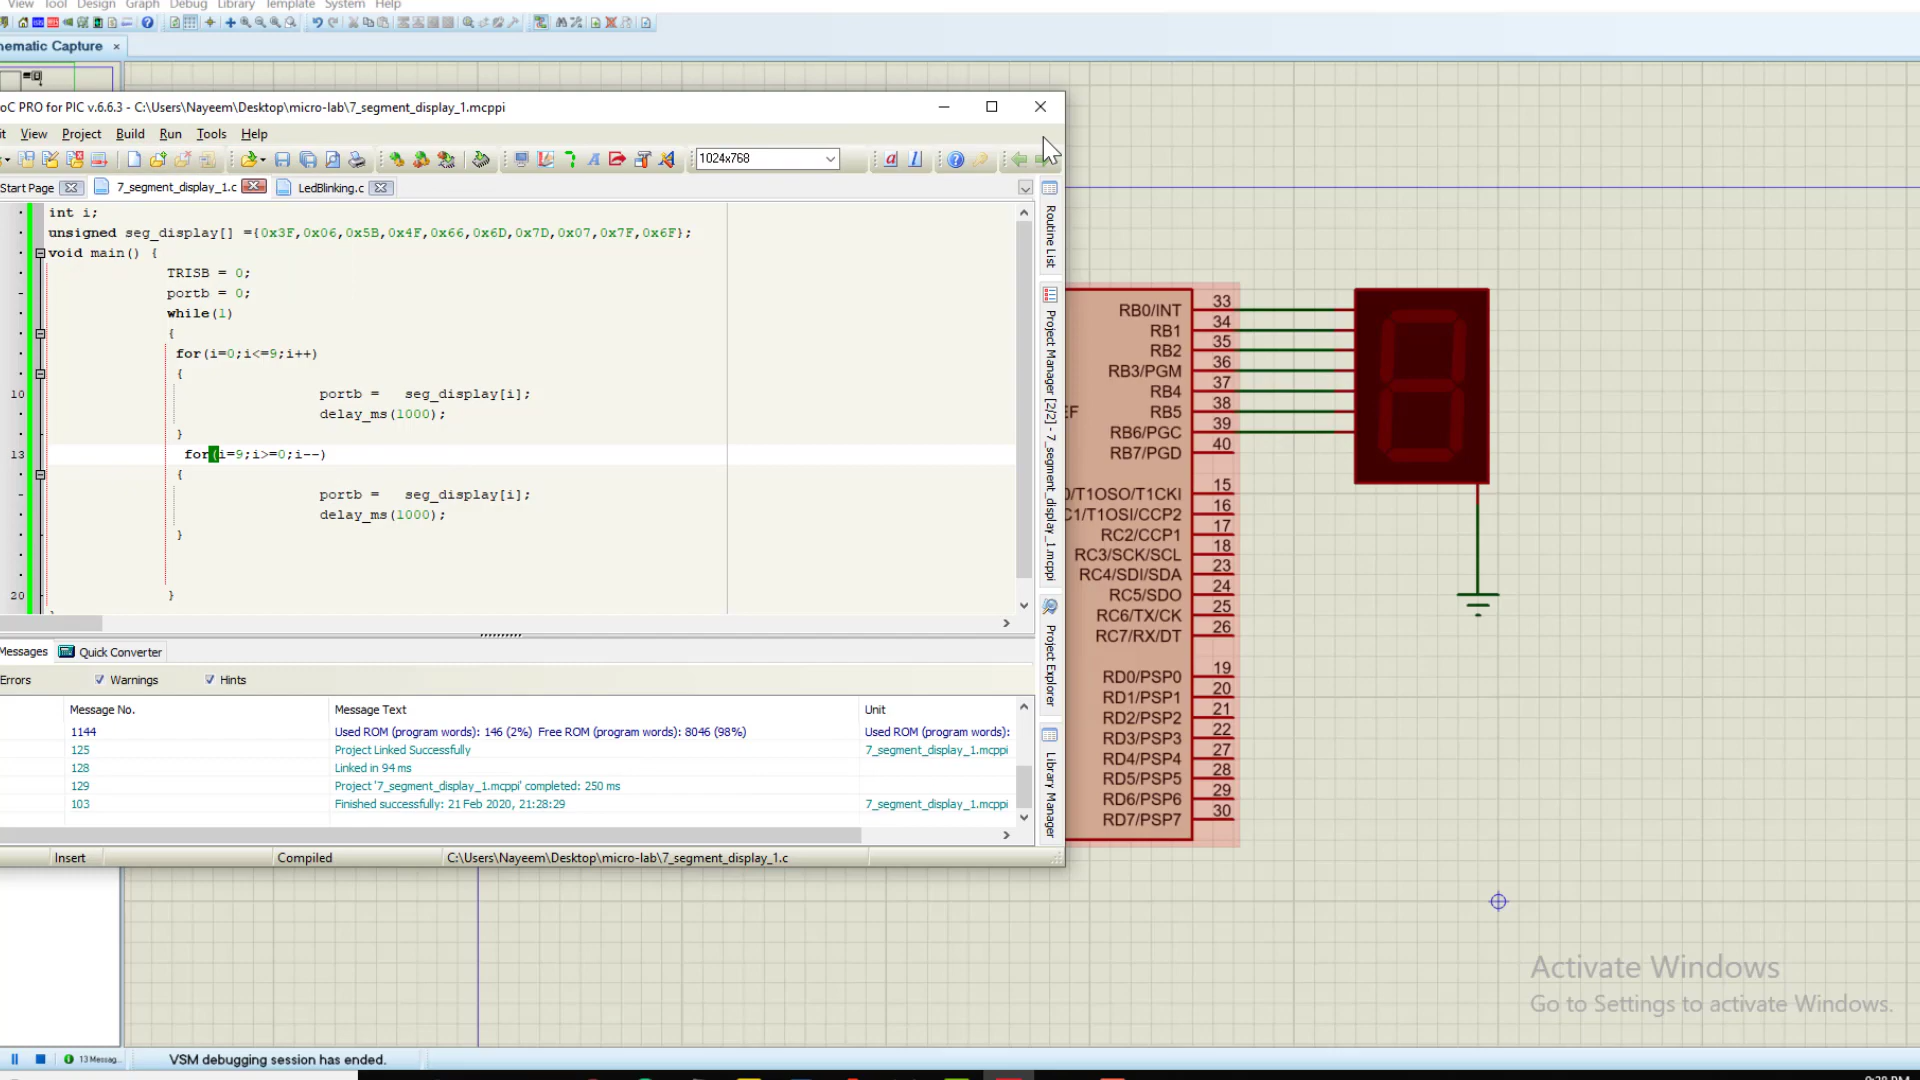 View Tool Design Graph Debug Library Template System Help
ematic Capture
oC PRO for PIC v.6.6.3 - C:\Users\Nayeem\Desktop\micro-lab\7_segment_display_1.mcppi
it View Project Build Run Tools Help
1024x768
Start Page 7_segment_display_1.c LedBlinking.c
int i;
unsigned seg_display[] ={0x3F,0x06,0x5B,0x4F,0x66,0x6D,0x7D,0x07,0x7F,0x6F};
void main() {
TRISB = 0;
portb = 0;
while(1)
{
for(i=0;i<=9;i++)
{
10 portb = seg_display[i];
delay_ms(1000);
}
13 for(i=9;i>=0;i--)
{
portb = seg_display[i];
delay_ms(1000);
}
20 }
Routine List
Project Manager [2/2] - 7_segment_display_1.mcppi
Project Explorer
Library Manager
Messages Quick Converter
Errors Warnings Hints
Message No. Message Text Unit
1144 Used ROM (program words): 146 (2%) Free ROM (program words): 8046 (98%) Used ROM (program words):
125 Project Linked Successfully 7_segment_display_1.mcppi
128 Linked in 94 ms
129 Project '7_segment_display_1.mcppi' completed: 250 ms
103 Finished successfully: 21 Feb 2020, 21:28:29 7_segment_display_1.mcppi
Insert Compiled C:\Users\Nayeem\Desktop\micro-lab\7_segment_display_1.c
RB0/INT 33
RB1 34
RB2 35
RB3/PGM 36
RB4 37
EF RB5 38
RB6/PGC 39
RB7/PGD 40
0/T1OSO/T1CKI 15
C1/T1OSI/CCP2 16
RC2/CCP1 17
RC3/SCK/SCL 18
RC4/SDI/SDA 23
RC5/SDO 24
RC6/TX/CK 25
RC7/RX/DT 26
RD0/PSP0 19
RD1/PSP1 20
RD2/PSP2 21
RD3/PSP3 22
RD4/PSP4 27
RD5/PSP5 28
RD6/PSP6 29
RD7/PSP7 30
Activate Windows
Go to Settings to activate Windows.
13 Messag... VSM debugging session has ended.